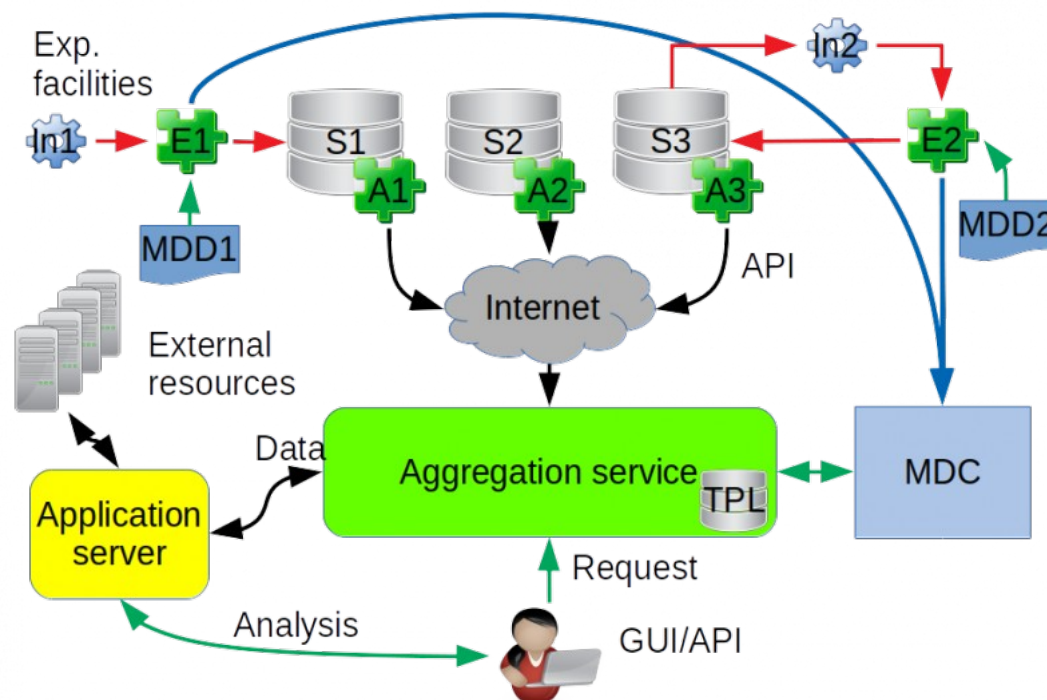 Exp.
facilities
In1
E1
S1
S2
S3
In2
E2
A1
A2
A3
MDD1
MDD2
API
Internet
External
resources
Data
Aggregation service
TPL
MDC
Application
server
Request
Analysis
GUI/API